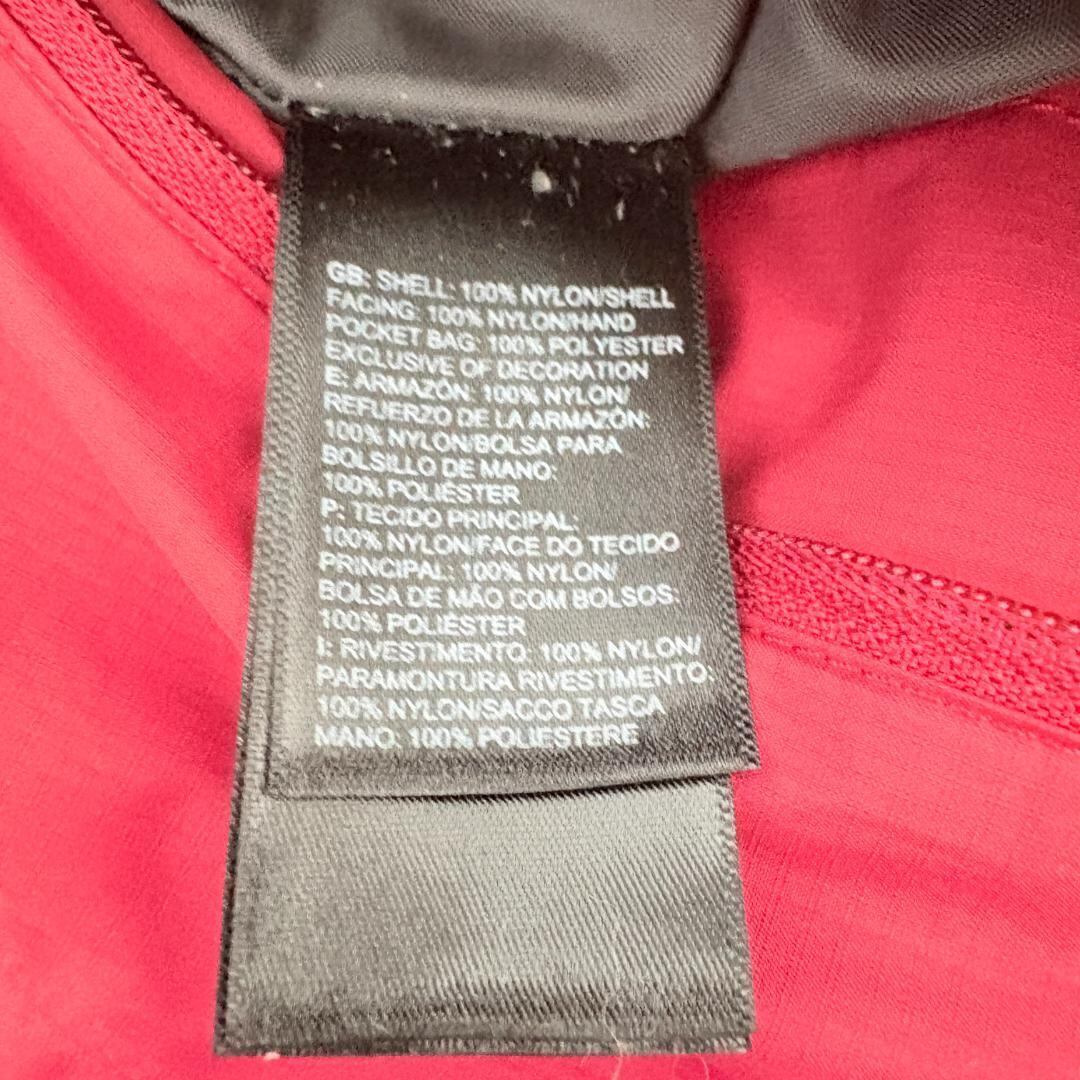 GB: SHELL: 100% NYLON/SHELL
FACING: 100% NYLON/HAND
POCKET BAG: 100% POLYESTER
EXCLUSIVE OF DECORATION
E: ARMAZÓN: 100% NYLON/
REFUERZO DE LA ARMAZÓN:
100% NYLON/BOLSA PARA
BOLSILLO DE MANO:
100% POLIÉSTER
P: TECIDO PRINCIPAL:
100% NYLON/FACE DO TECIDO
PRINCIPAL: 100% NYLON/
BOLSA DE MÃO COM BOLSOS:
100% POLIÉSTER
I: RIVESTIMENTO: 100% NYLON/
PARAMONTURA RIVESTIMENTO:
100% NYLON/SACCO TASCA
MANO: 100% POLIESTERE